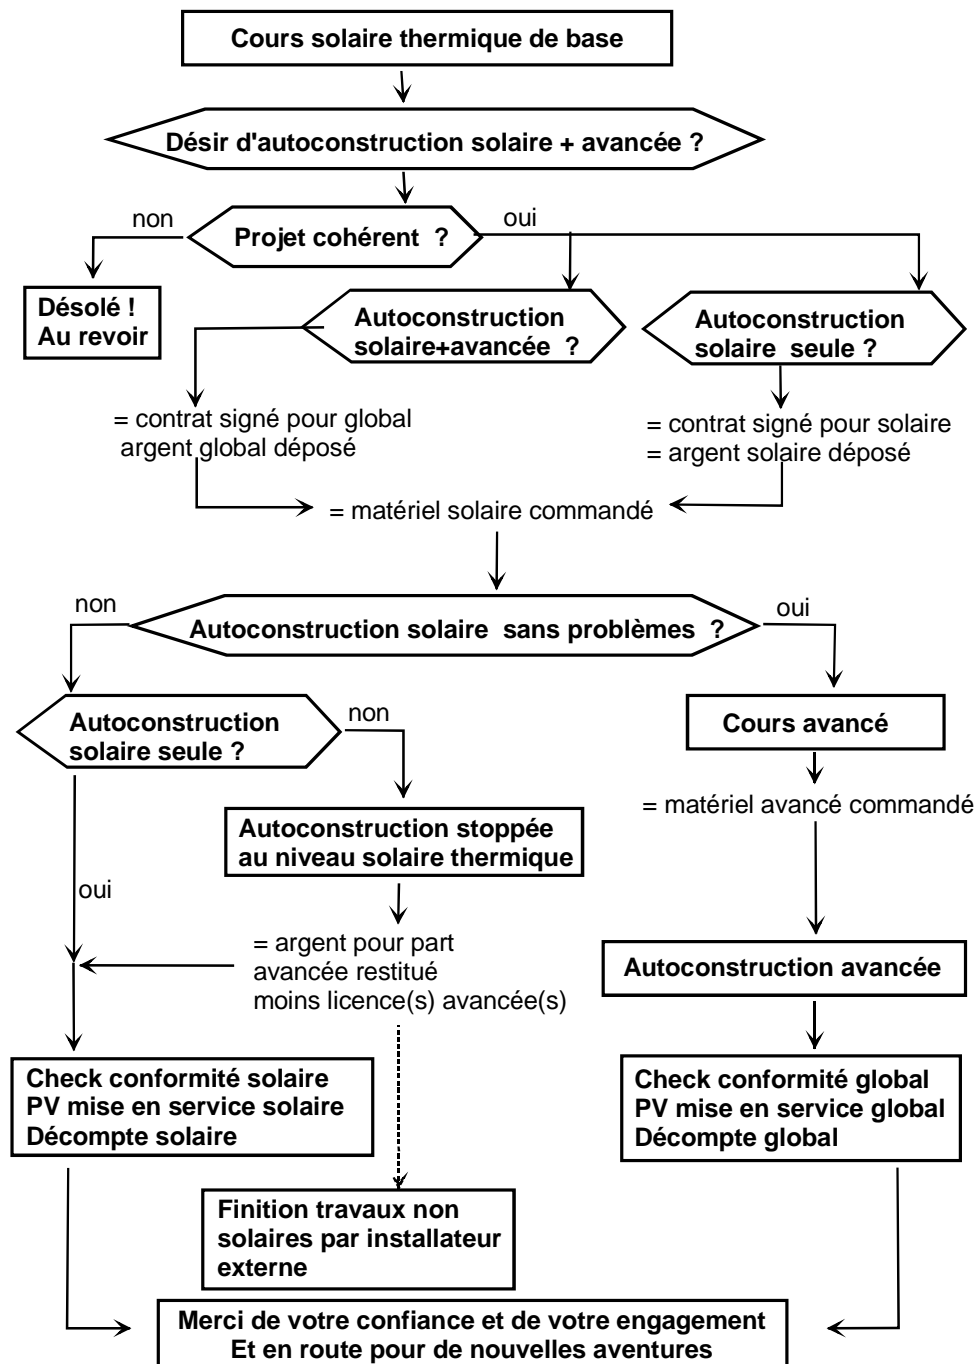 Cours solaire thermique de base
Désir d'autoconstruction solaire + avancée ?
non
oui
Projet cohérent ?
Désolé !
Au revoir
Autoconstruction
solaire+avancée ?
Autoconstruction
solaire seule ?
= contrat signé pour global
argent global déposé
= contrat signé pour solaire
= argent solaire déposé
= matériel solaire commandé
non
oui
Autoconstruction solaire sans problèmes ?
Autoconstruction
solaire seule ?
non
Cours avancé
= matériel avancé commandé
Autoconstruction stoppée
au niveau solaire thermique
oui
= argent pour part
avancée restitué
moins licence(s) avancée(s)
Autoconstruction avancée
Check conformité solaire
PV mise en service solaire
Décompte solaire
Check conformité global
PV mise en service global
Décompte global
Finition travaux non
solaires par installateur
externe
Merci de votre confiance et de votre engagement
Et en route pour de nouvelles aventures